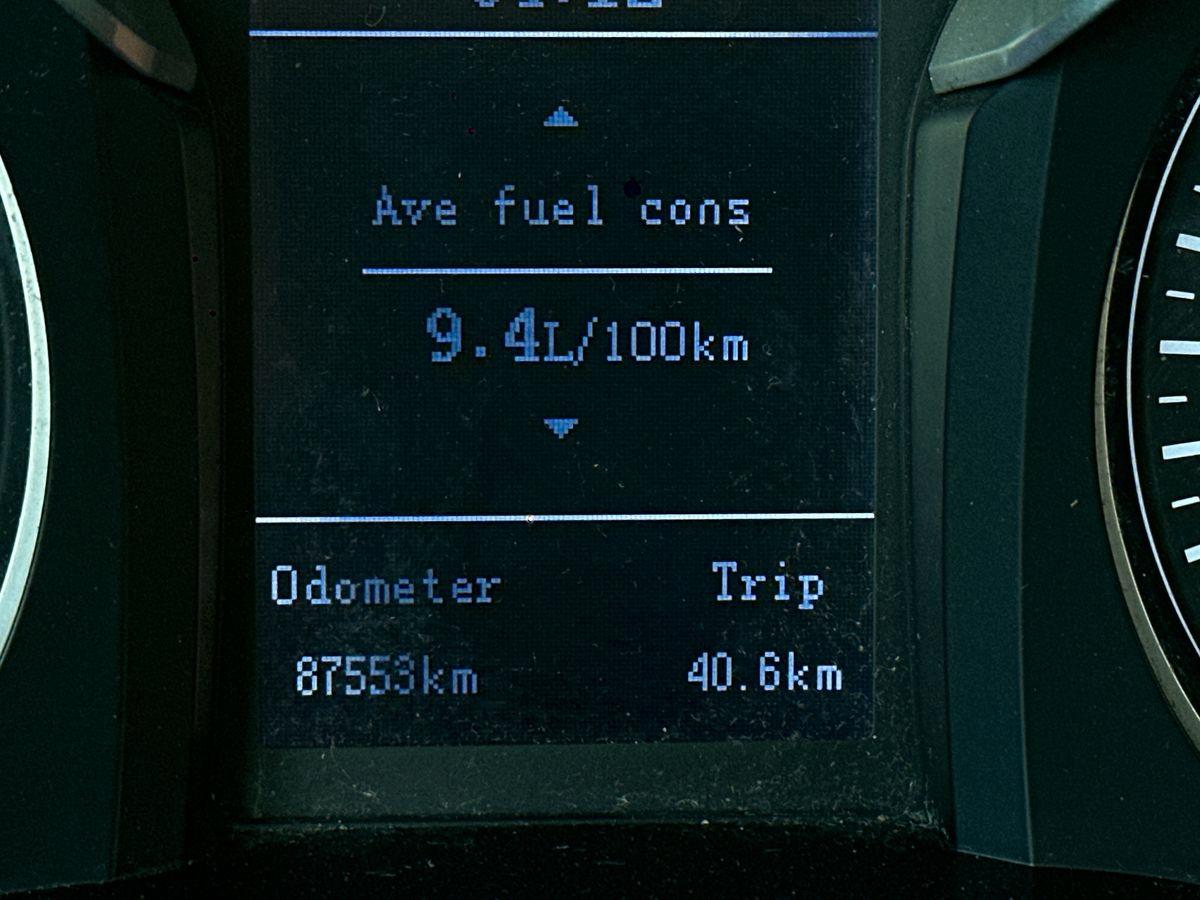 Ave fuel cons
9.4L/100km
Odometer Trip
87553km 40.6km